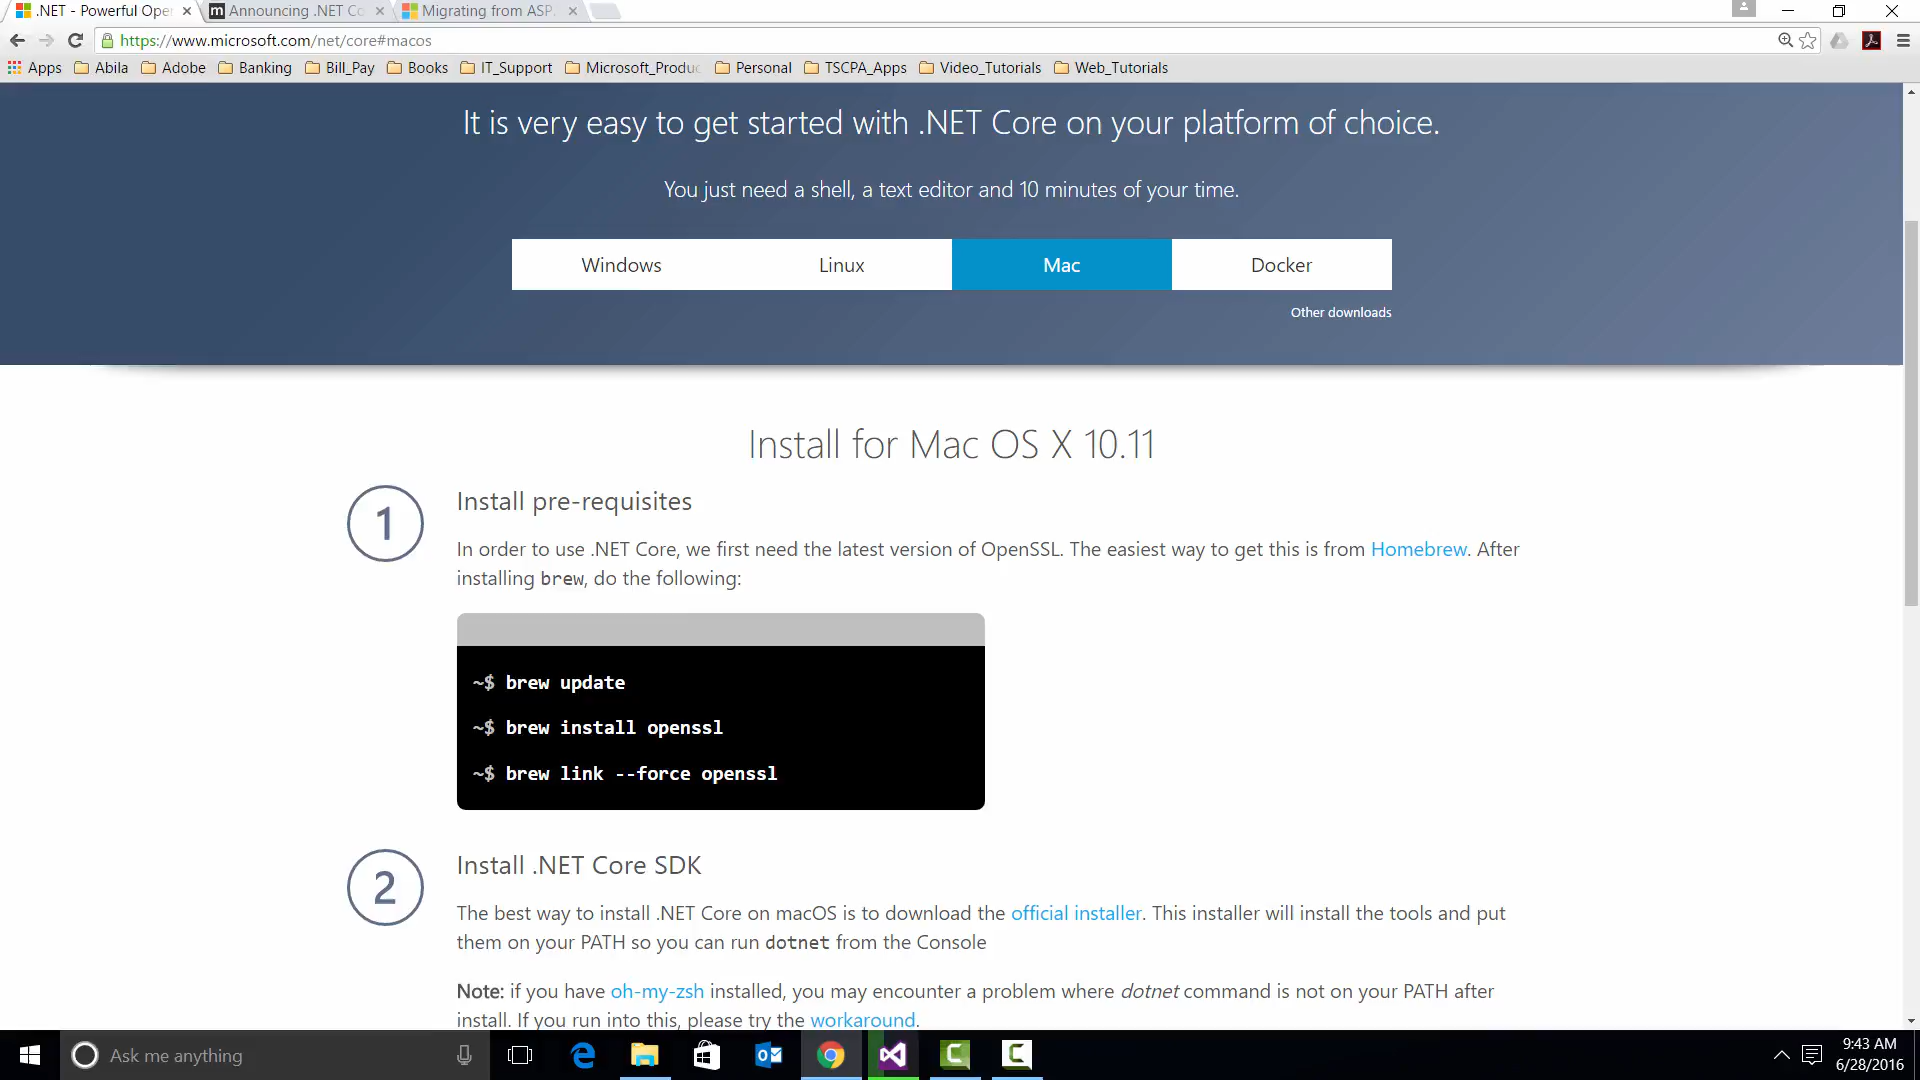 .NET - Powerful Ope
Announcing .NET Co
Migrating from ASP.
https://www.microsoft.com/net/core#macos
Apps Abila Adobe Banking Bill_Pay Books IT_Support Microsoft_Produc Personal TSCPA_Apps Video_Tutorials Web_Tutorials
It is very easy to get started with .NET Core on your platform of choice.
You just need a shell, a text editor and 10 minutes of your time.
Windows Linux Mac Docker
Other downloads
Install for Mac OS X 10.11
1
Install pre-requisites
In order to use .NET Core, we first need the latest version of OpenSSL. The easiest way to get this is from Homebrew. After
installing brew, do the following:
~$ brew update
~$ brew install openssl
~$ brew link --force openssl
2
Install .NET Core SDK
The best way to install .NET Core on macOS is to download the official installer. This installer will install the tools and put
them on your PATH so you can run dotnet from the Console
Note: if you have oh-my-zsh installed, you may encounter a problem where dotnet command is not on your PATH after
install. If you run into this, please try the workaround.
Ask me anything
9:43 AM
6/28/2016